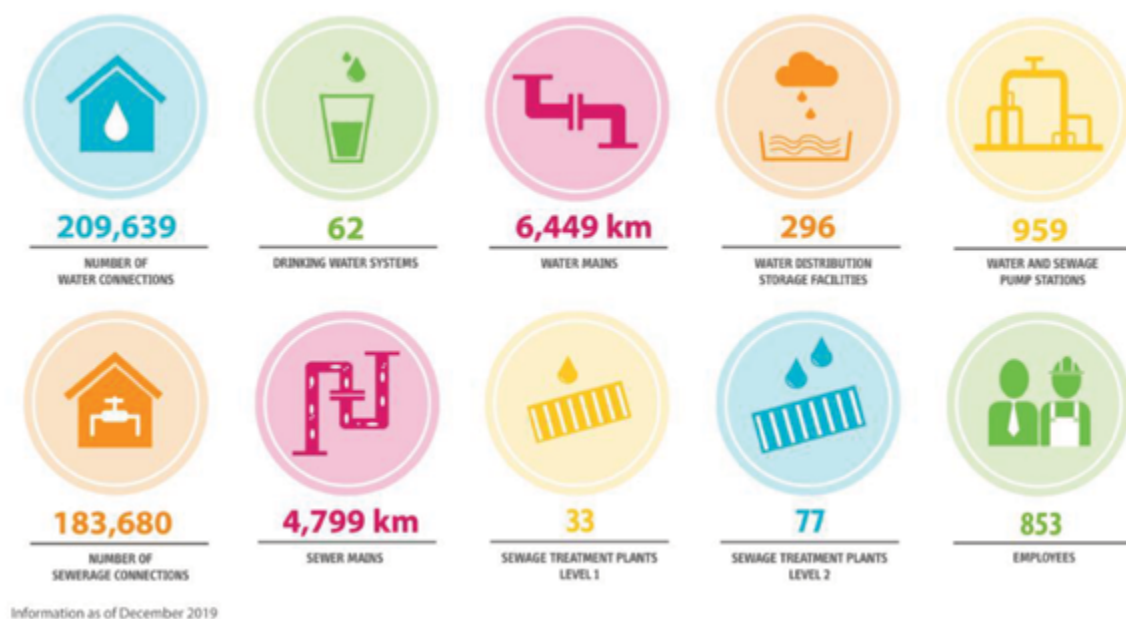 209,639
NUMBER OF
WATER CONNECTIONS
62
DRINKING WATER SYSTEMS
6,449 km
WATER MAINS
296
WATER DISTRIBUTION
STORAGE FACILITIES
959
WATER AND SEWAGE
PUMP STATIONS
183,680
NUMBER OF
SEWERAGE CONNECTIONS
4,799 km
SEWER MAINS
33
SEWAGE TREATMENT PLANTS
LEVEL 1
77
SEWAGE TREATMENT PLANTS
LEVEL 2
853
EMPLOYEES
Information as of December 2019